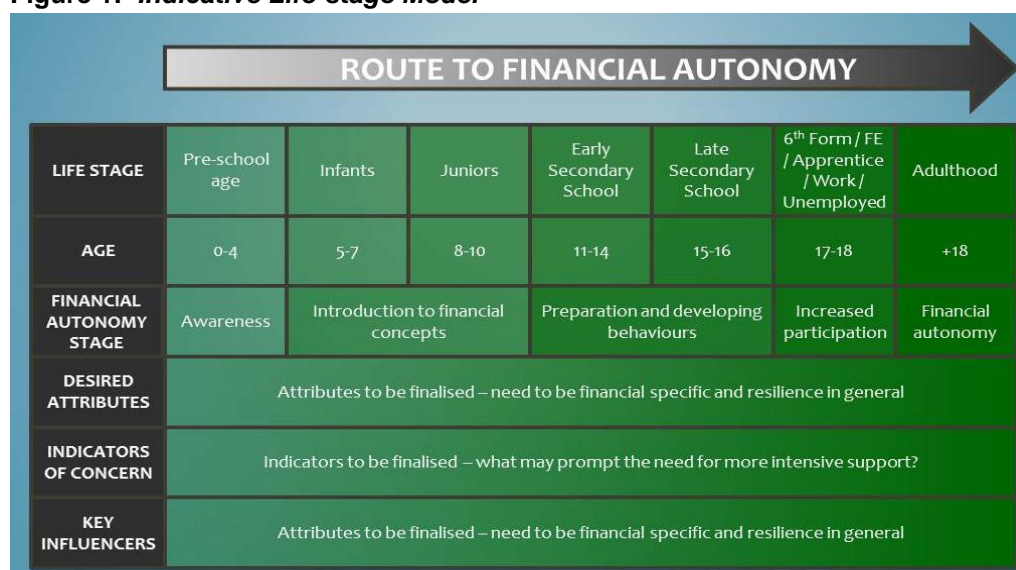 Figure 1: Indicative Life-stage Model
ROUTE TO FINANCIAL AUTONOMY
LIFE STAGE
Pre-school
age
Infants
Juniors
Early
Secondary
School
Late
Secondary
School
6th Form / FE
/ Apprentice
/ Work /
Unemployed
Adulthood
AGE
0-4
5-7
8-10
11-14
15-16
17-18
+18
FINANCIAL
AUTONOMY
STAGE
Awareness
Introduction to financial
concepts
Preparation and developing
behaviours
Increased
participation
Financial
autonomy
DESIRED
ATTRIBUTES
Attributes to be finalised – need to be financial specific and resilience in general
INDICATORS
OF CONCERN
Indicators to be finalised – what may prompt the need for more intensive support?
KEY
INFLUENCERS
Attributes to be finalised – need to be financial specific and resilience in general